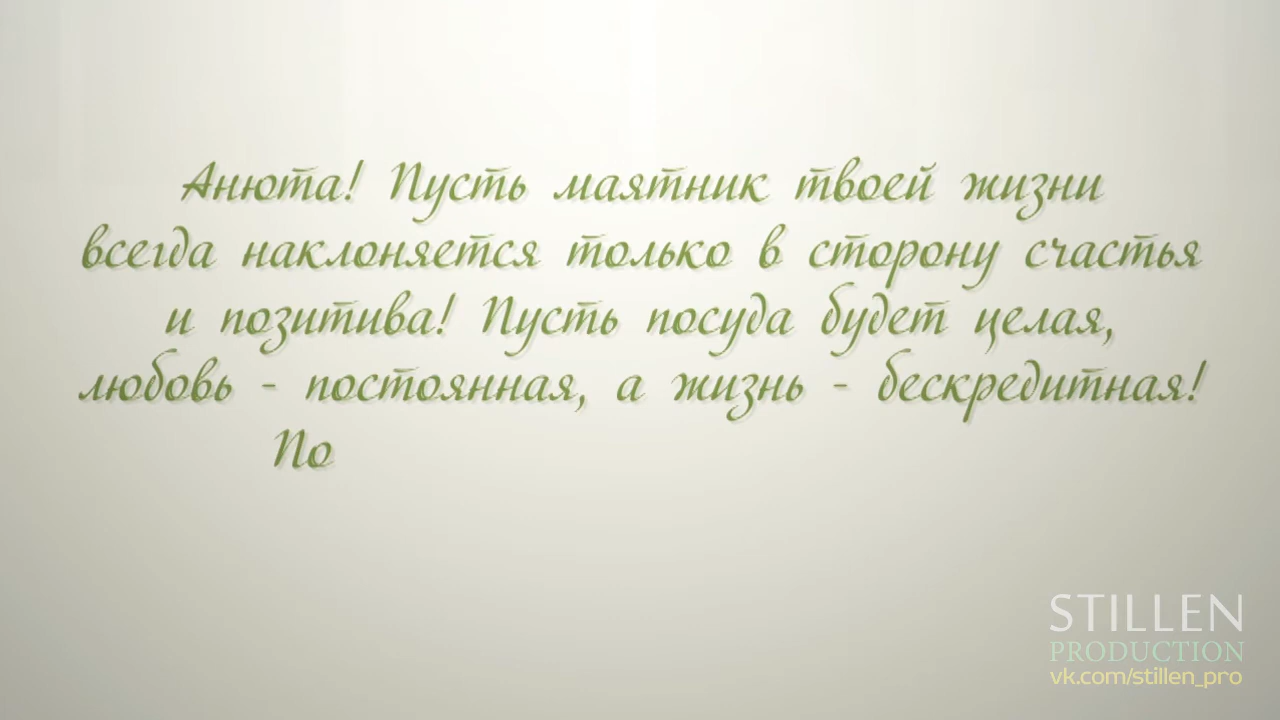 Анюта! Пусть маятник твоей жизни
всегда наклоняется только в сторону счастья
и позитива! Пусть посуда будет целая,
любовь - постоянная, а жизнь - бескредитная!
По
STILLEN
PRODUCTION
vk.com/stillen_pro